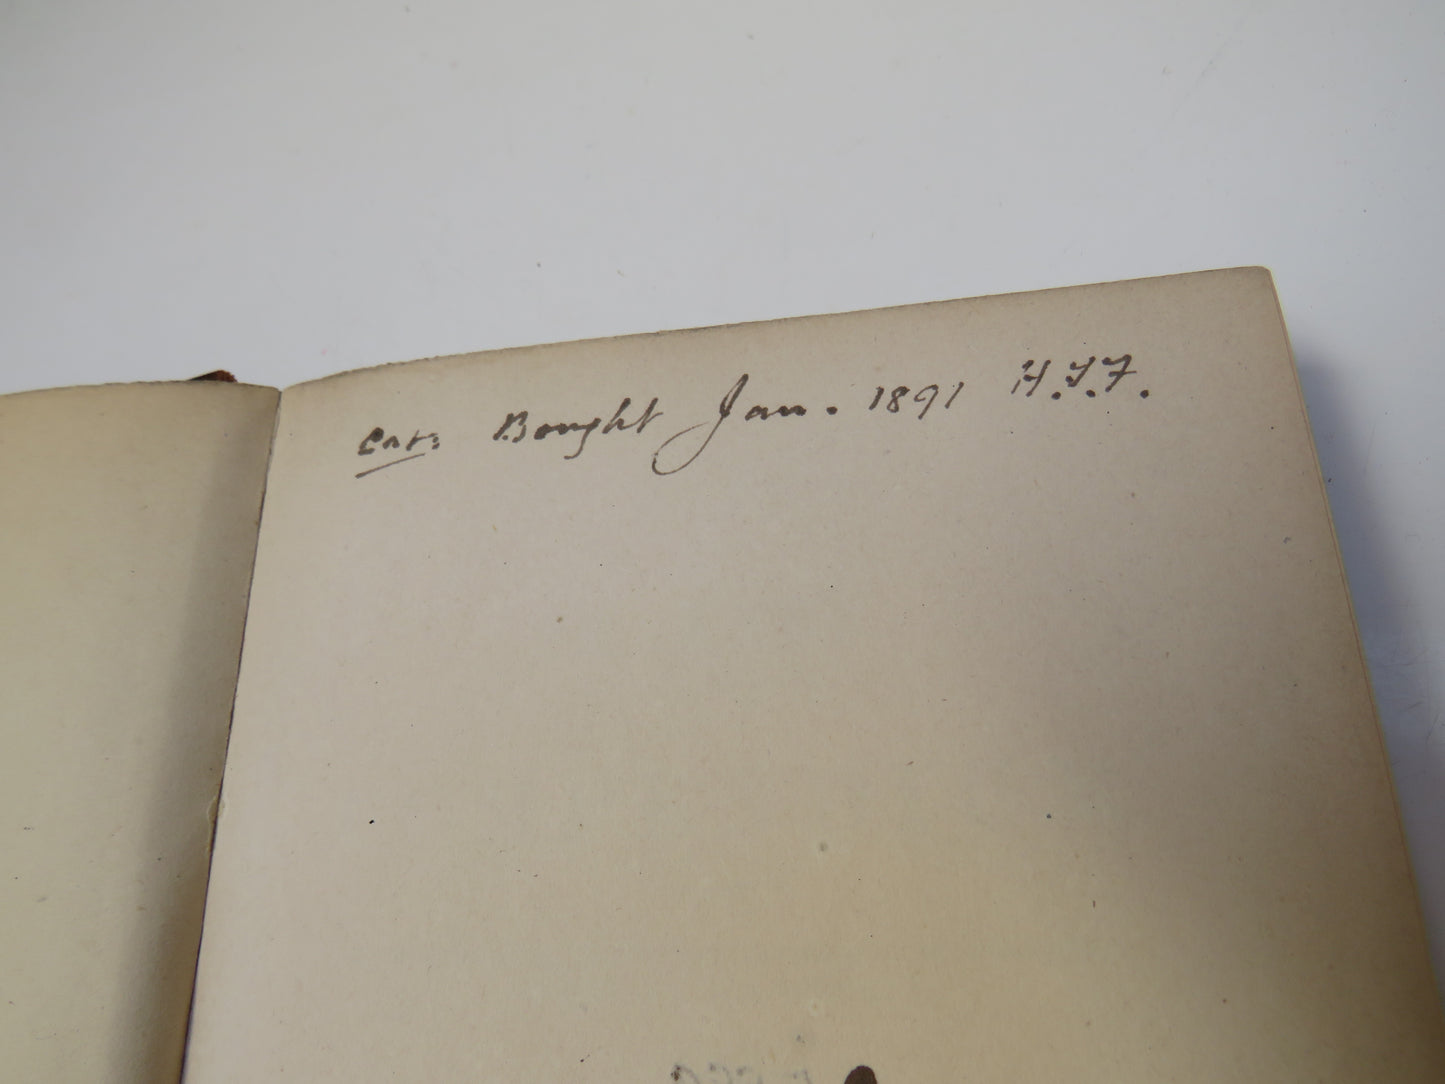 Cat: Bought Jan. 1891 H.F.F.